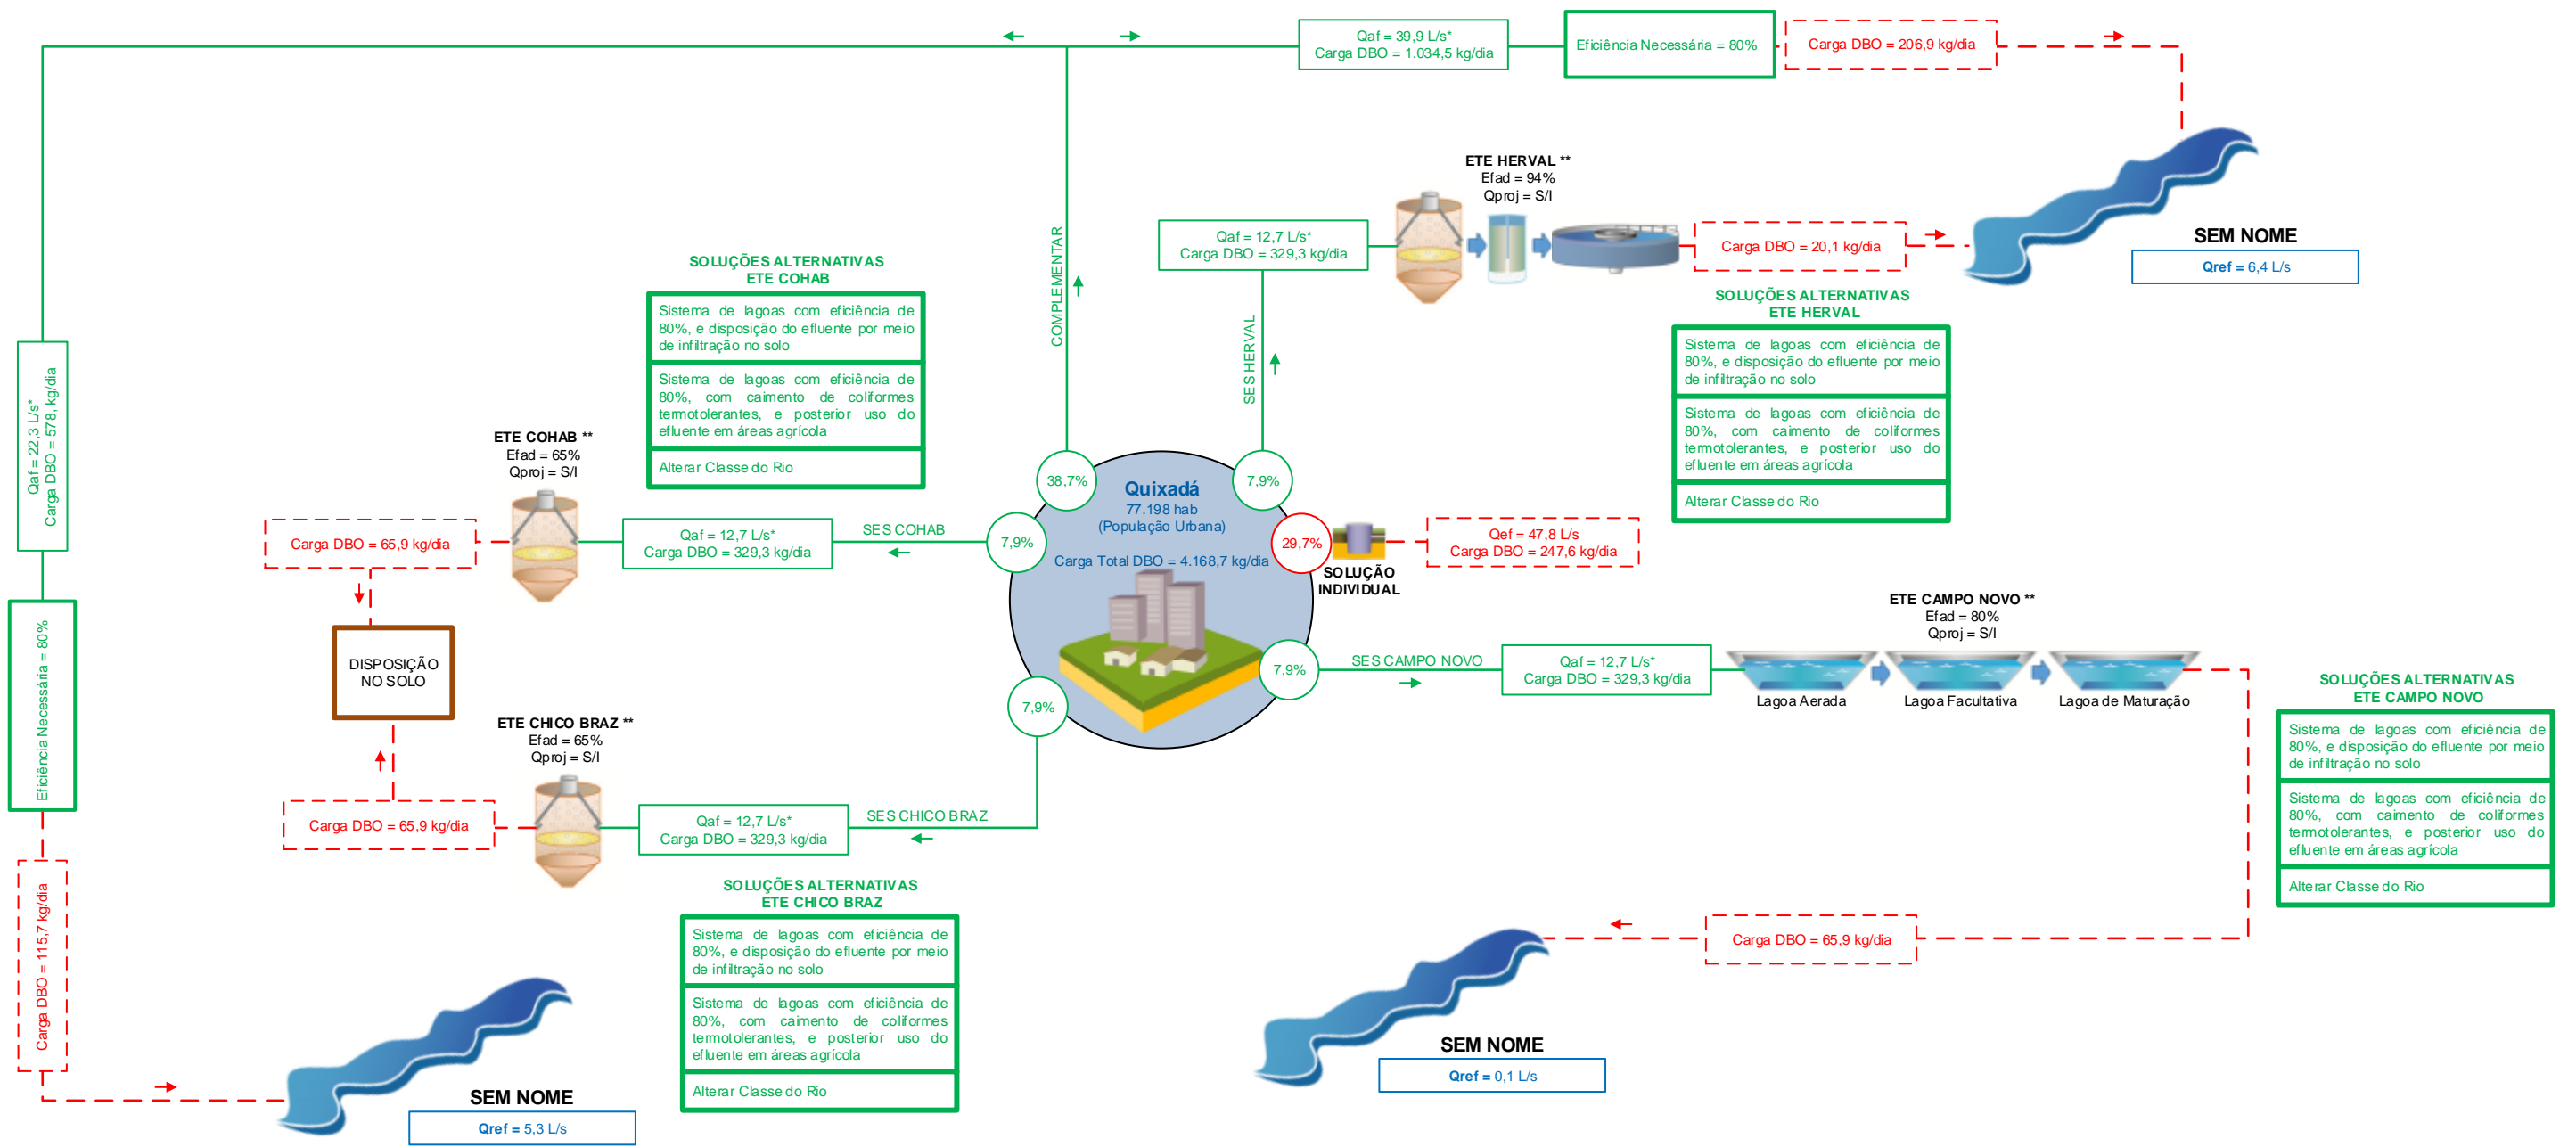 Qaf = 39,9 L/s*
Carga DBO = 1.034,5 kg/dia
Eficiência Necessária = 80%
Carga DBO = 206,9 kg/dia
ETE HERVAL **
Efad = 94%
Qproj = S/I
Qaf = 12,7 L/s*
Carga DBO = 329,3 kg/dia
Carga DBO = 20,1 kg/dia
SEM NOME
Qref = 6,4 L/s
SOLUÇÕES ALTERNATIVAS
ETE HERVAL
Sistema de lagoas com eficiência de
80%, e disposição do efluente por meio
de infiltração no solo
Sistema de lagoas com eficiência de
80%, com caimento de coliformes
termotolerantes, e posterior uso do
efluente em áreas agrícola
Alterar Classe do Rio
SOLUÇÕES ALTERNATIVAS
ETE COHAB
Sistema de lagoas com eficiência de
80%, e disposição do efluente por meio
de infiltração no solo
Sistema de lagoas com eficiência de
80%, com caimento de coliformes
termotolerantes, e posterior uso do
efluente em áreas agrícola
Alterar Classe do Rio
COMPLEMENTAR
SES HERVAL
Qaf = 22,3 L/s*
Carga DBO = 578, kg/dia
Eficiência Necessária = 80%
Carga DBO = 115,7 kg/dia
ETE COHAB **
Efad = 65%
Qproj = S/I
Carga DBO = 65,9 kg/dia
Qaf = 12,7 L/s*
Carga DBO = 329,3 kg/dia
SES COHAB
38,7%
7,9%
7,9%
29,7%
7,9%
7,9%
Quixadá
77.198 hab
(População Urbana)
Carga Total DBO = 4.168,7 kg/dia
SOLUÇÃO
INDIVIDUAL
Qef = 47,8 L/s
Carga DBO = 247,6 kg/dia
DISPOSIÇÃO
NO SOLO
SES CAMPO NOVO
Qaf = 12,7 L/s*
Carga DBO = 329,3 kg/dia
ETE CAMPO NOVO **
Efad = 80%
Qproj = S/I
Lagoa Aerada
Lagoa Facultativa
Lagoa de Maturação
SOLUÇÕES ALTERNATIVAS
ETE CAMPO NOVO
Sistema de lagoas com eficiência de
80%, e disposição do efluente por meio
de infiltração no solo
Sistema de lagoas com eficiência de
80%, com caimento de coliformes
termotolerantes, e posterior uso do
efluente em áreas agrícola
Alterar Classe do Rio
ETE CHICO BRAZ **
Efad = 65%
Qproj = S/I
Carga DBO = 65,9 kg/dia
Qaf = 12,7 L/s*
Carga DBO = 329,3 kg/dia
SES CHICO BRAZ
SOLUÇÕES ALTERNATIVAS
ETE CHICO BRAZ
Sistema de lagoas com eficiência de
80%, e disposição do efluente por meio
de infiltração no solo
Sistema de lagoas com eficiência de
80%, com caimento de coliformes
termotolerantes, e posterior uso do
efluente em áreas agrícola
Alterar Classe do Rio
Carga DBO = 65,9 kg/dia
SEM NOME
Qref = 0,1 L/s
SEM NOME
Qref = 5,3 L/s